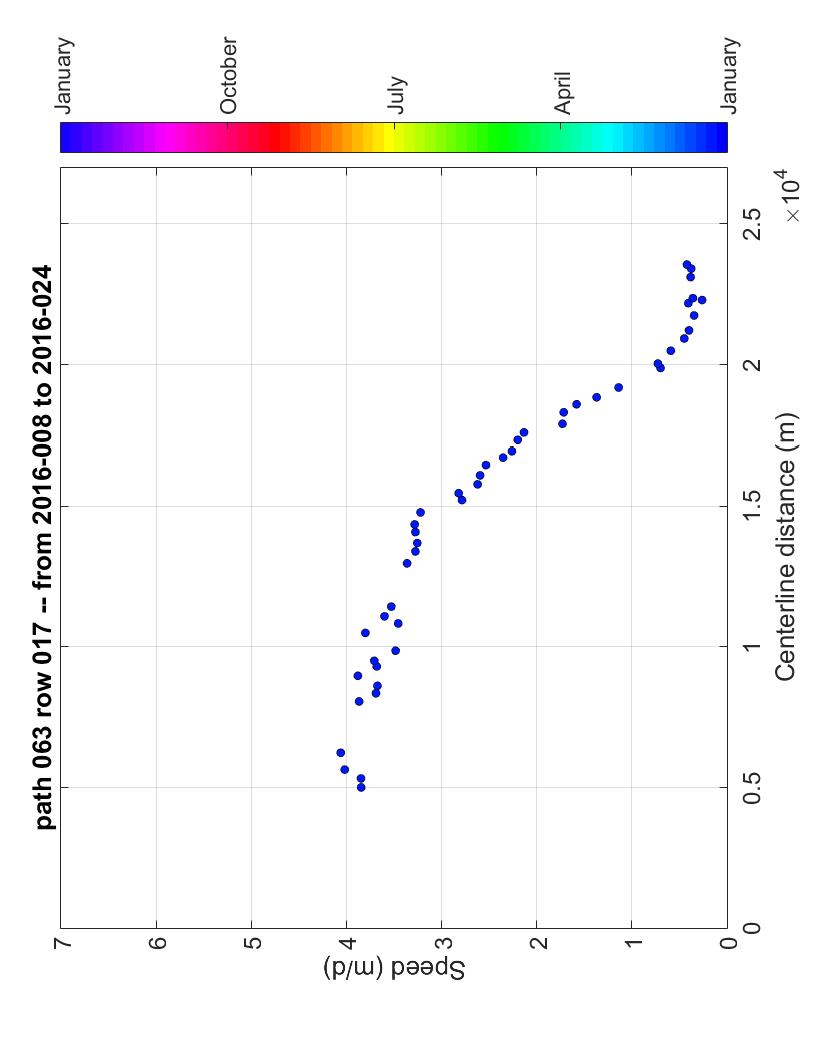 path 063 row 017 -- from 2016-008 to 2016-024
7
6
5
4
3
2
1
0
Speed (m/d)
0
0.5
1
1.5
2
2.5
×10⁴
Centerline distance (m)
January
October
July
April
January